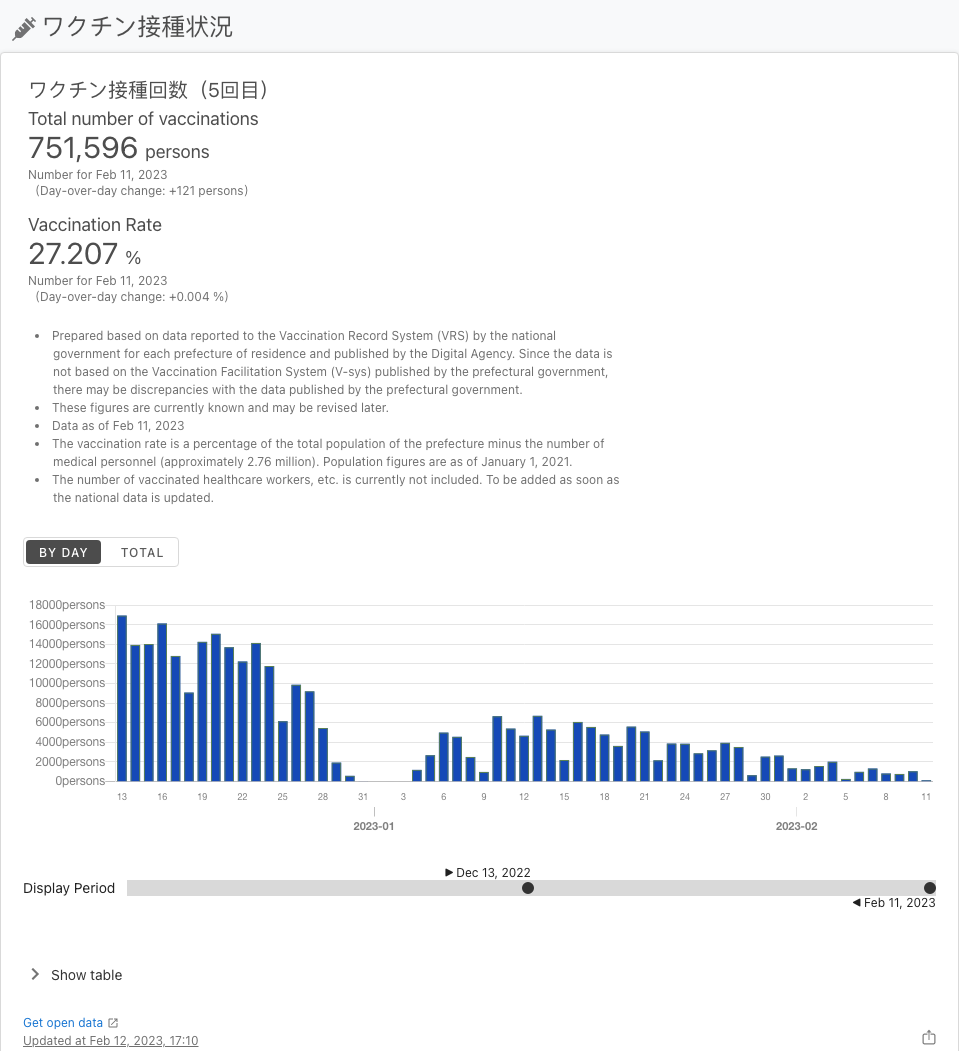 ワクチン接種状況
ワクチン接種回数（5回目）
Total number of vaccinations
751,596 persons
Number for Feb 11, 2023
（Day-over-day change: +121 persons）
Vaccination Rate
27.207 %
Number for Feb 11, 2023
（Day-over-day change: +0.004 %）
• Prepared based on data reported to the Vaccination Record System (VRS) by the national
government for each prefecture of residence and published by the Digital Agency. Since the data is
not based on the Vaccination Facilitation System (V-sys) published by the prefectural government,
there may be discrepancies with the data published by the prefectural government.
• These figures are currently known and may be revised later.
• Data as of Feb 11, 2023
• The vaccination rate is a percentage of the total population of the prefecture minus the number of
medical personnel (approximately 2.76 million). Population figures are as of January 1, 2021.
• The number of vaccinated healthcare workers, etc. is currently not included. To be added as soon as
the national data is updated.
BY DAY TOTAL
18000persons
16000persons
14000persons
12000persons
10000persons
8000persons
6000persons
4000persons
2000persons
0persons
13 16 19 22 25 28 31 3 6 9 12 15 18 21 24 27 30 2 5 8 11
2023-01 2023-02
Dec 13, 2022
Display Period
Feb 11, 2023
Show table
Get open data
Updated at Feb 12, 2023, 17:10